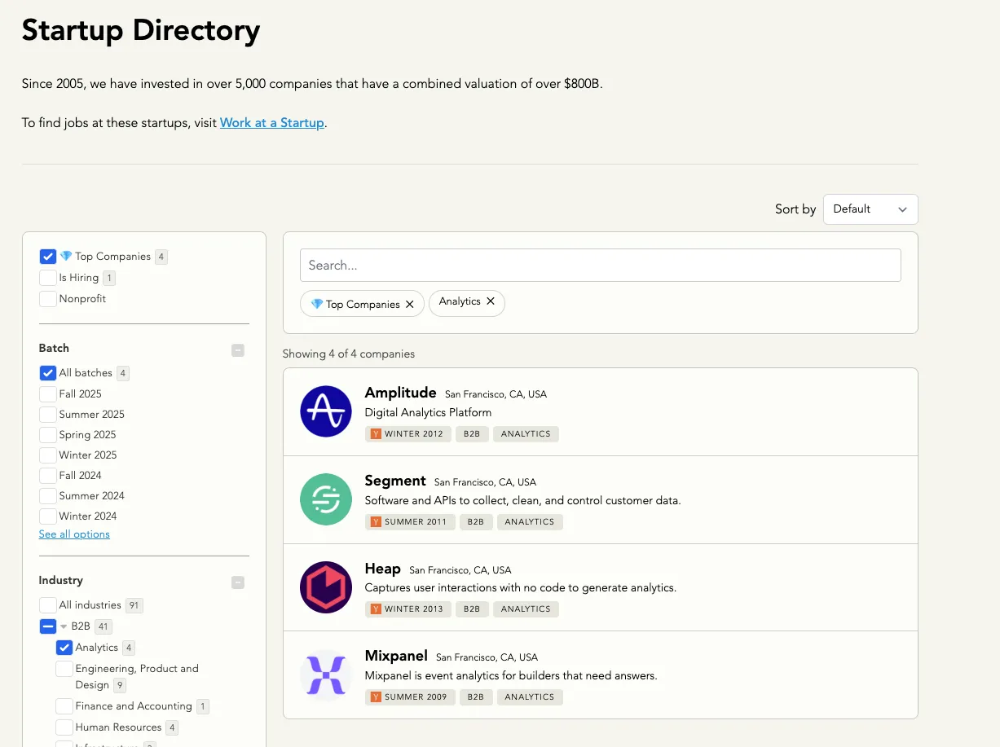 Startup Directory
Since 2005, we have invested in over 5,000 companies that have a combined valuation of over $800B.
To find jobs at these startups, visit Work at a Startup.
Sort by Default
Top Companies 4
Is Hiring 1
Nonprofit
Batch
All batches 4
Fall 2025
Summer 2025
Spring 2025
Winter 2025
Fall 2024
Summer 2024
Winter 2024
See all options
Industry
All industries 91
B2B 41
Analytics 4
Engineering, Product and
Design 9
Finance and Accounting 1
Human Resources 4
Search...
Top Companies ✕ Analytics ✕
Showing 4 of 4 companies
Amplitude San Francisco, CA, USA
Digital Analytics Platform
Y WINTER 2012 B2B ANALYTICS
Segment San Francisco, CA, USA
Software and APIs to collect, clean, and control customer data.
Y SUMMER 2011 B2B ANALYTICS
Heap San Francisco, CA, USA
Captures user interactions with no code to generate analytics.
Y WINTER 2013 B2B ANALYTICS
Mixpanel San Francisco, CA, USA
Mixpanel is event analytics for builders that need answers.
Y SUMMER 2009 B2B ANALYTICS